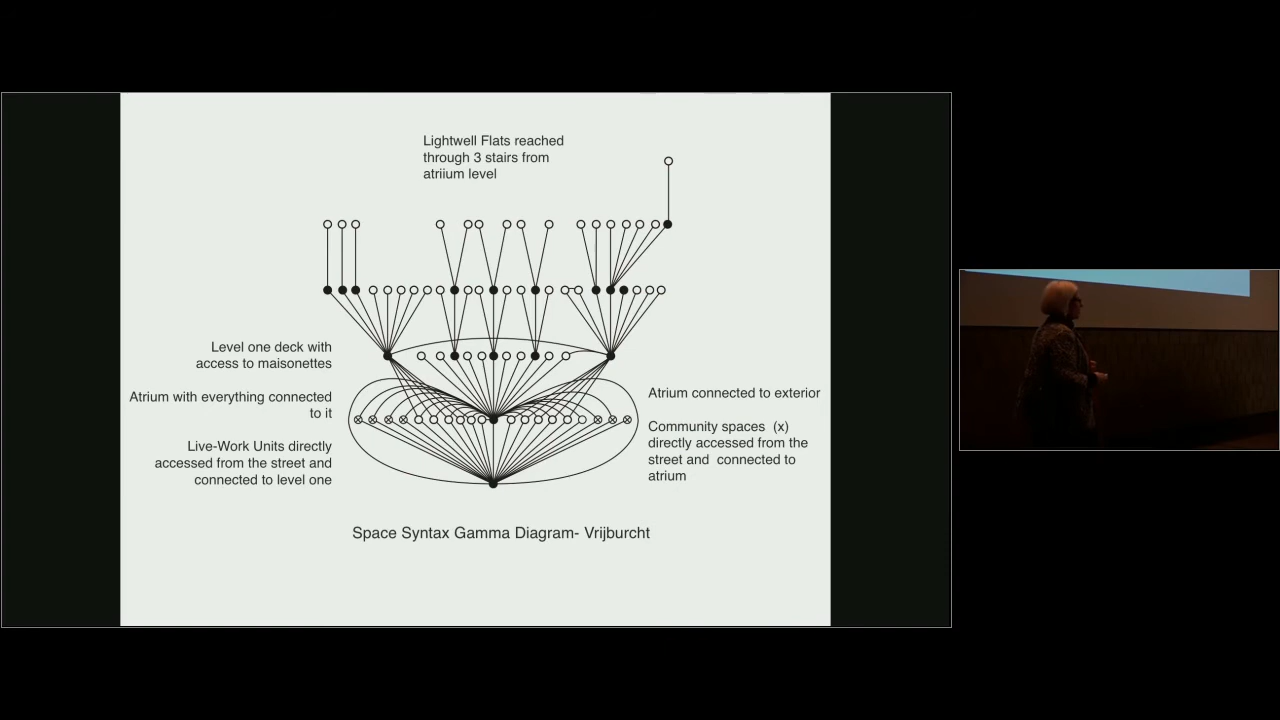 Lightwell Flats reached
through 3 stairs from
atriium level
Level one deck with
access to maisonettes
Atrium with everything connected
to it
Live-Work Units directly
accessed from the street and
connected to level one
Atrium connected to exterior
Community spaces (x)
directly accessed from the
street and connected to
atrium
Space Syntax Gamma Diagram- Vrijburcht